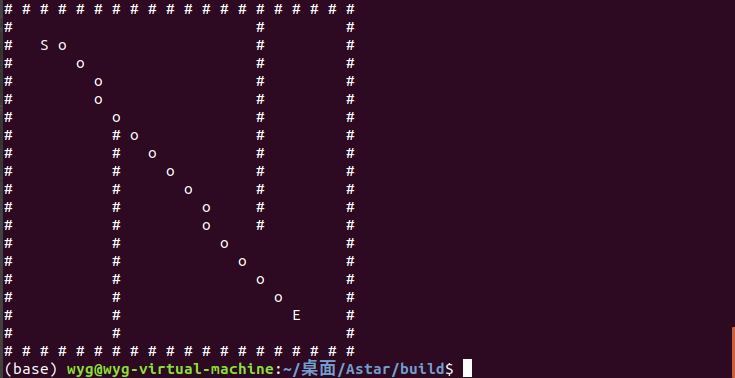 # # # # # # # # # # # # # # # # # # # #
#                           #         #
#   S o                     #         #
#       o                   #         #
#         o                 #         #
#         o                 #         #
#           o               #         #
#           # o             #         #
#           #   o           #         #
#           #     o         #         #
#           #       o       #         #
#           #         o     #         #
#           #         o     #         #
#           #           o             #
#           #             o           #
#           #               o         #
#           #                 o       #
#           #                   E     #
#           #                         #
# # # # # # # # # # # # # # # # # # # #
(base) wyg@wyg-virtual-machine:~/桌面/Astar/build$